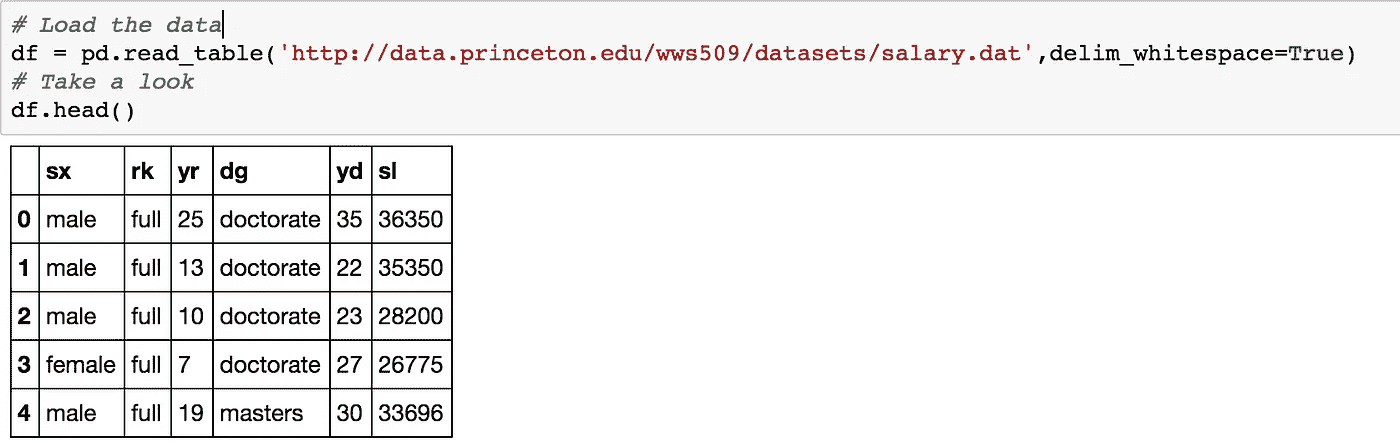 # Load the data
df = pd.read_table('http://data.princeton.edu/wws509/datasets/salary.dat',delim_whitespace=True)
# Take a look
df.head()
sx rk yr dg yd sl
0 male full 25 doctorate 35 36350
1 male full 13 doctorate 22 35350
2 male full 10 doctorate 23 28200
3 female full 7 doctorate 27 26775
4 male full 19 masters 30 33696